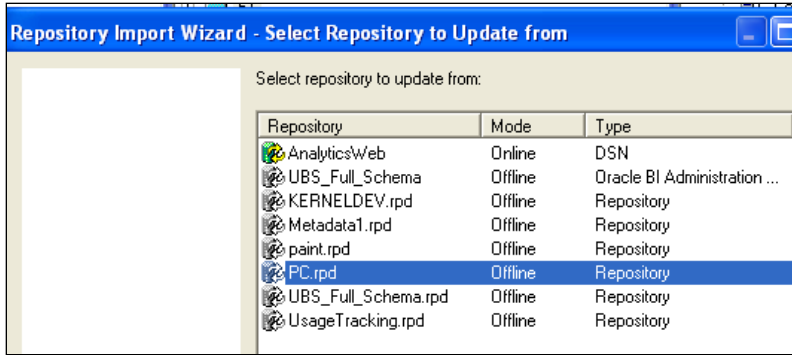 Repository Import Wizard - Select Repository to Update from
Select repository to update from:
Repository Mode Type
AnalyticsWeb Online DSN
UBS_Full_Schema Offline Oracle BI Administration ...
KERNELDEV.rpd Offline Repository
Metadata1.rpd Offline Repository
paint.rpd Offline Repository
PC.rpd Offline Repository
UBS_Full_Schema.rpd Offline Repository
UsageTracking.rpd Offline Repository